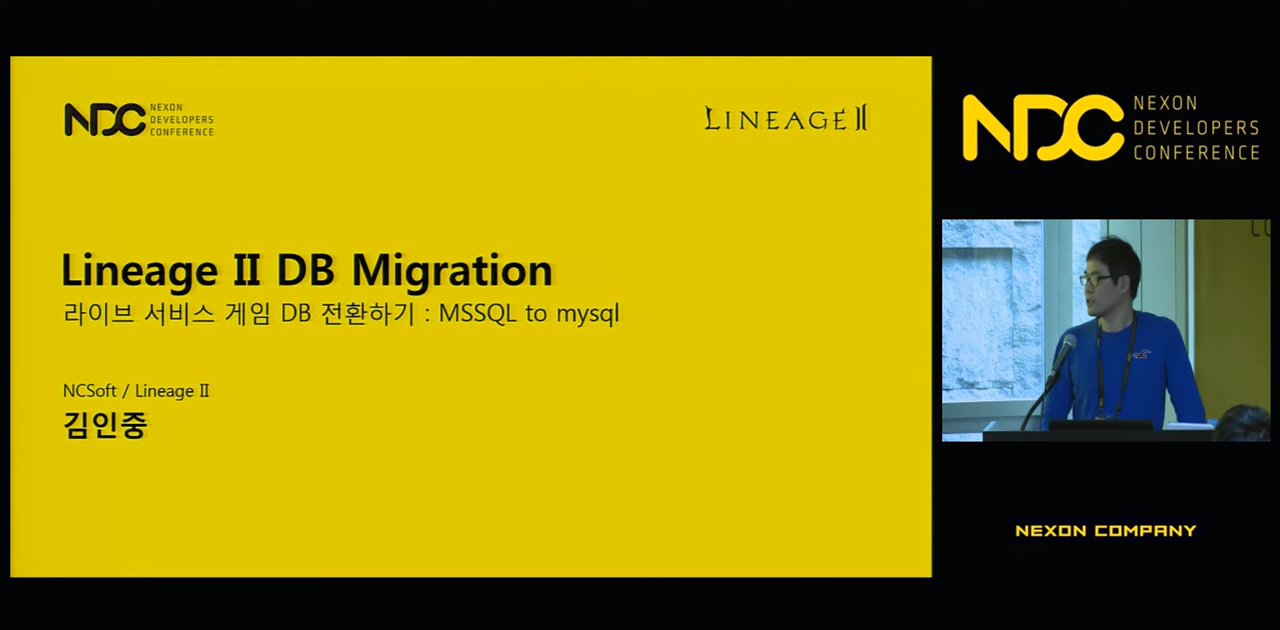 NDC NEXON
DEVELOPERS
CONFERENCE
LINEAGE II
Lineage II DB Migration
라이브 서비스 게임 DB 전환하기 : MSSQL to mysql
NCSoft / Lineage II
김인중
NDC NEXON
DEVELOPERS
CONFERENCE
NEXON COMPANY